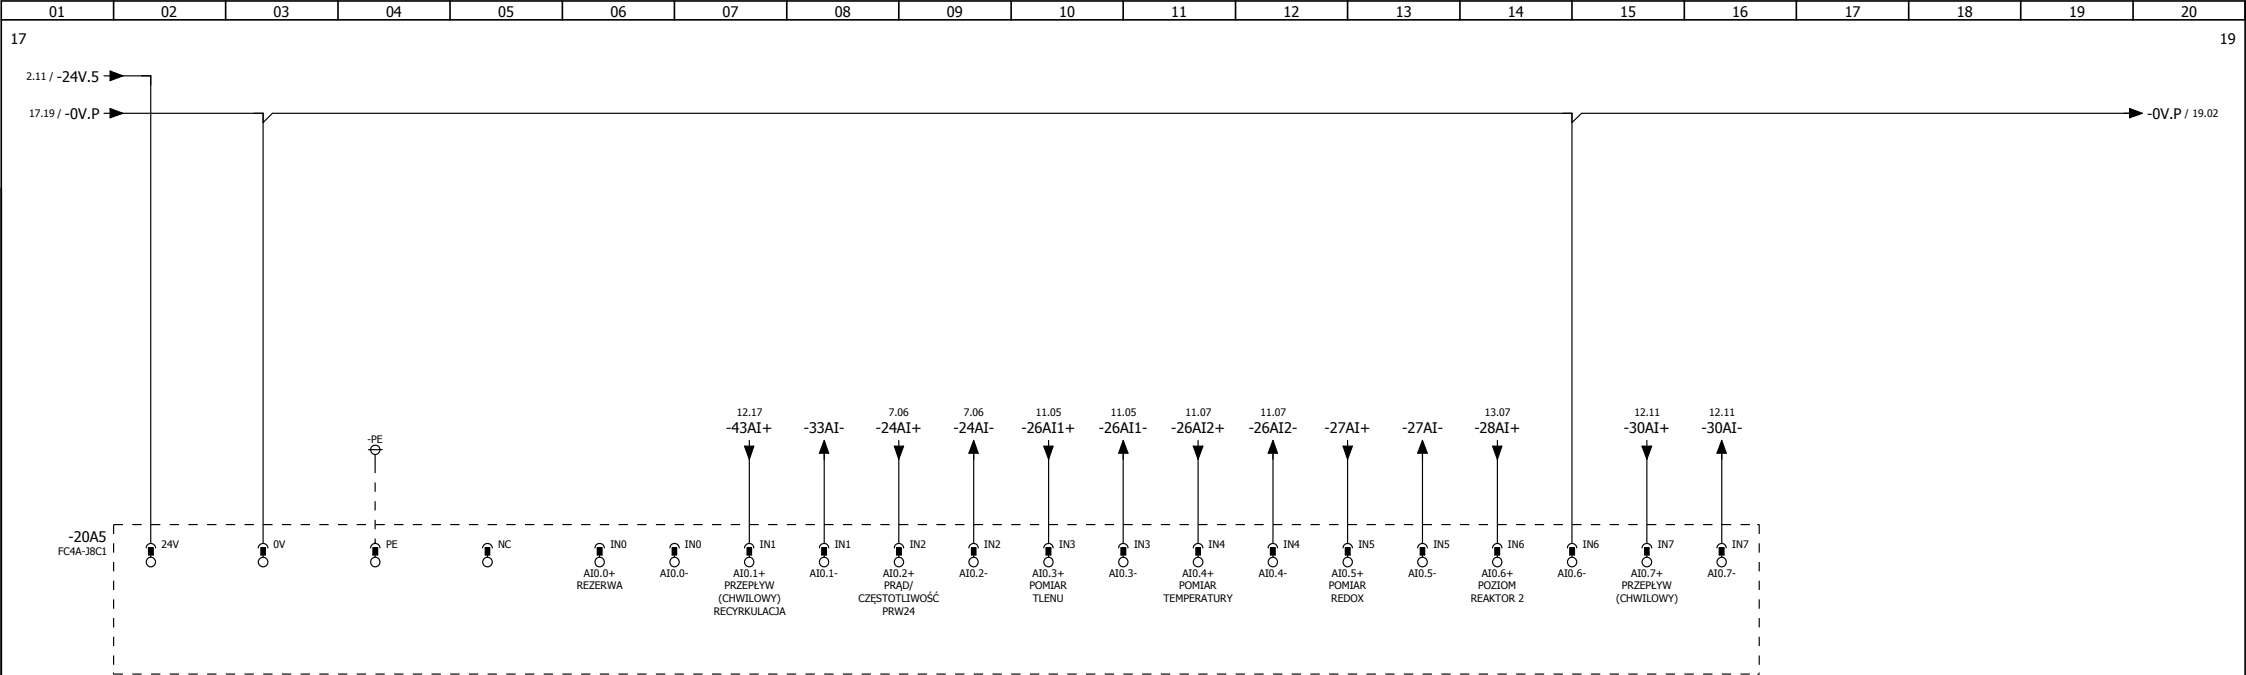 01 02 03 04 05 06 07 08 09 10 11 12 13 14 15 16 17 18 19 20
17 19
2.11 / -24V.5
17.19 / -0V.P -0V.P / 19.02
12.17 7.06 7.06 11.05 11.05 11.07 11.07 13.07 12.11 12.11
-43AI+ -33AI- -24AI+ -24AI- -26AI1+ -26AI1- -26AI2+ -26AI2- -27AI+ -27AI- -28AI+ -30AI+ -30AI-
-PE
-20A5
FC4A-J8C1
24V 0V PE NC IN0 IN0 IN1 IN1 IN2 IN2 IN3 IN3 IN4 IN4 IN5 IN5 IN6 IN6 IN7 IN7
AI0.0+ AI0.0- AI0.1+ AI0.1- AI0.2+ AI0.2- AI0.3+ AI0.3- AI0.4+ AI0.4- AI0.5+ AI0.5- AI0.6+ AI0.6- AI0.7+ AI0.7-
REZERWA PRZEPŁYW PRĄD/ POMIAR POMIAR POMIAR POZIOM PRZEPŁYW
(CHWILOWY) CZĘSTOTLIWOŚĆ TLENU TEMPERATURY REDOX REAKTOR 2 (CHWILOWY)
RECYRKULACJA PRW24